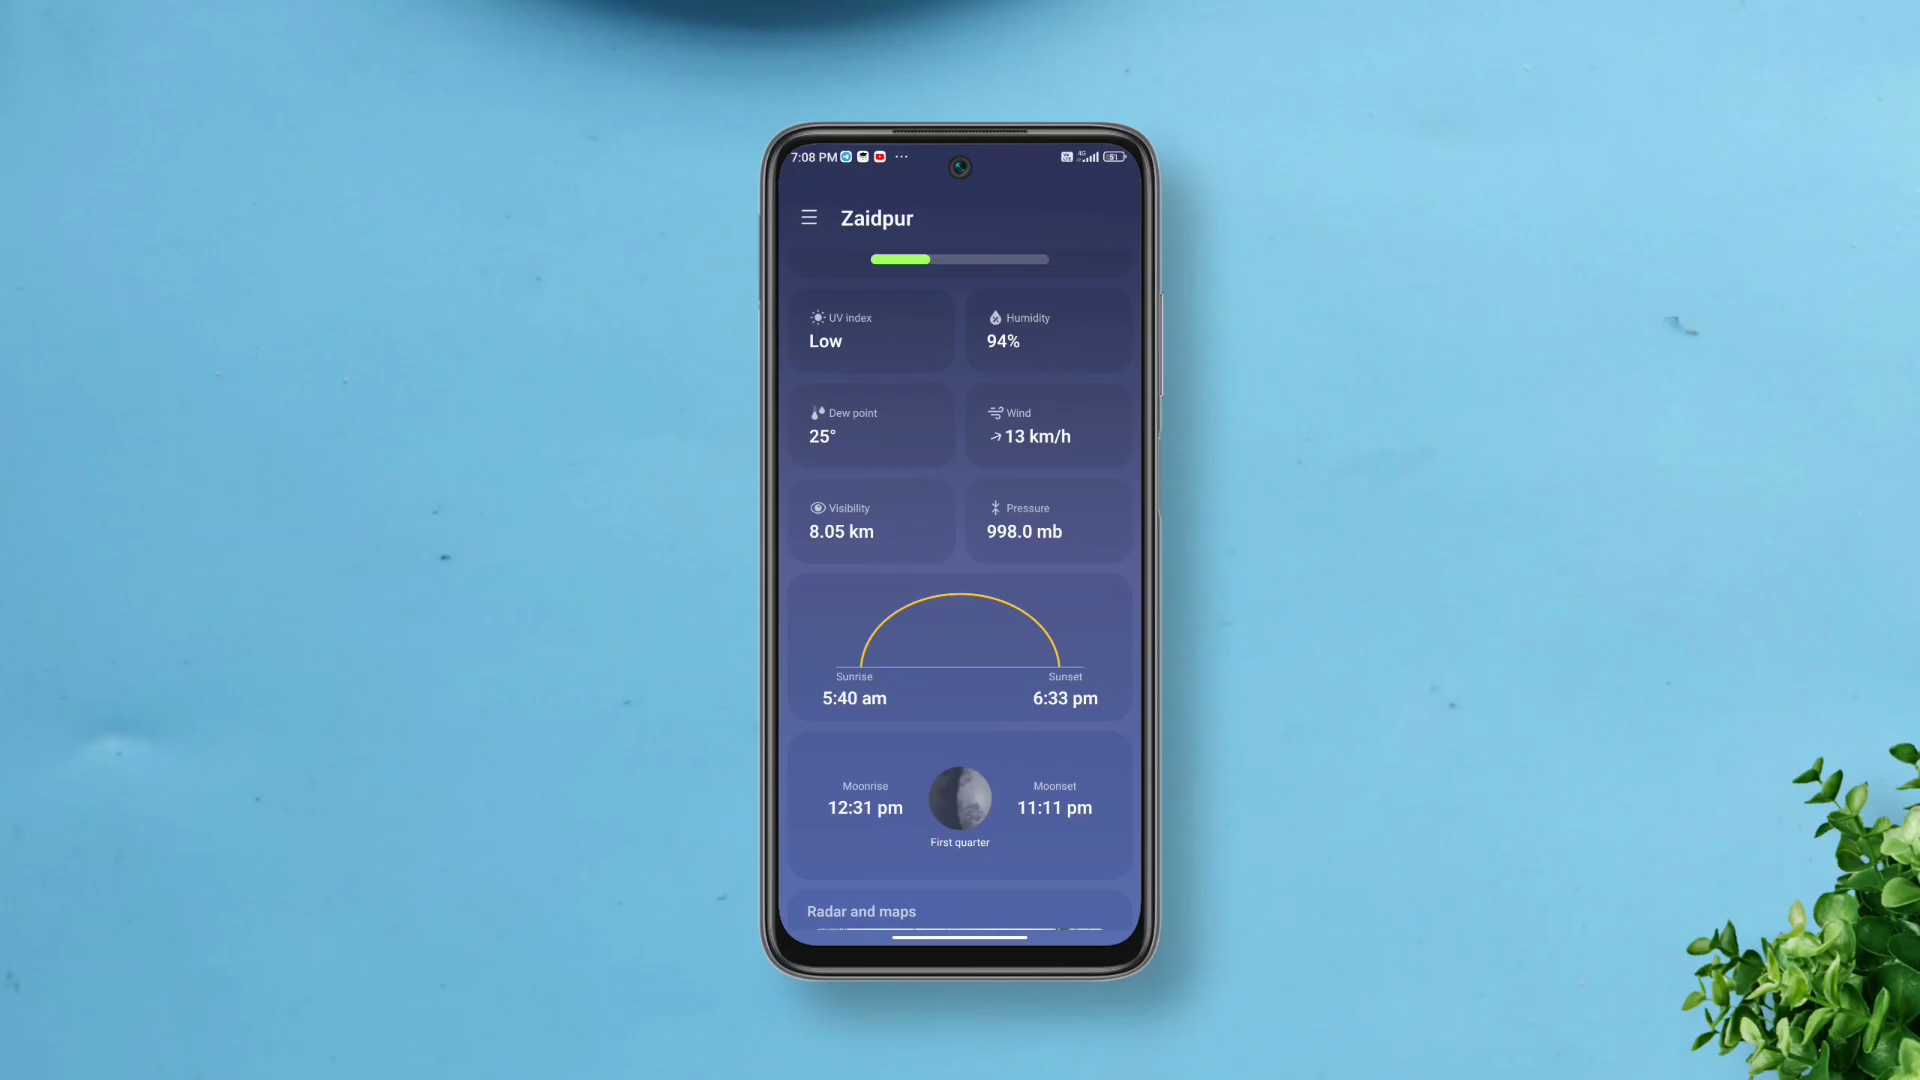 7:08 PM ... 4G 51
Zaidpur
UV index
Low
Humidity
94%
Dew point
25°
Wind
13 km/h
Visibility
8.05 km
Pressure
998.0 mb
Sunrise
5:40 am
Sunset
6:33 pm
Moonrise
12:31 pm
Moonset
11:11 pm
First quarter
Radar and maps